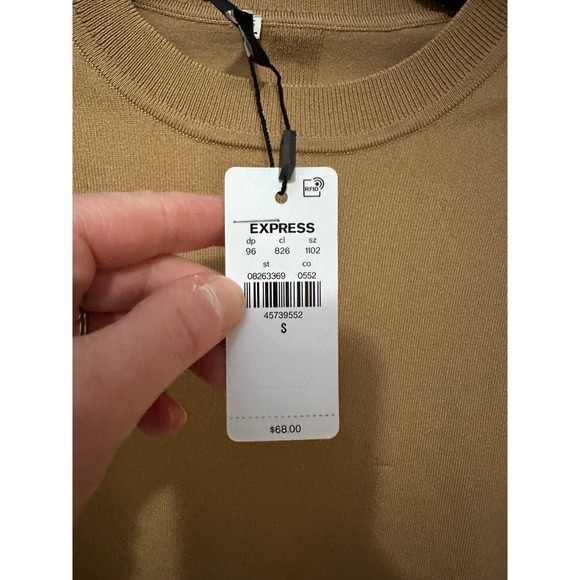 RFID
EXPRESS
dp cl sz
96 826 1102
st co
08263369 0552
45739552
S
$68.00